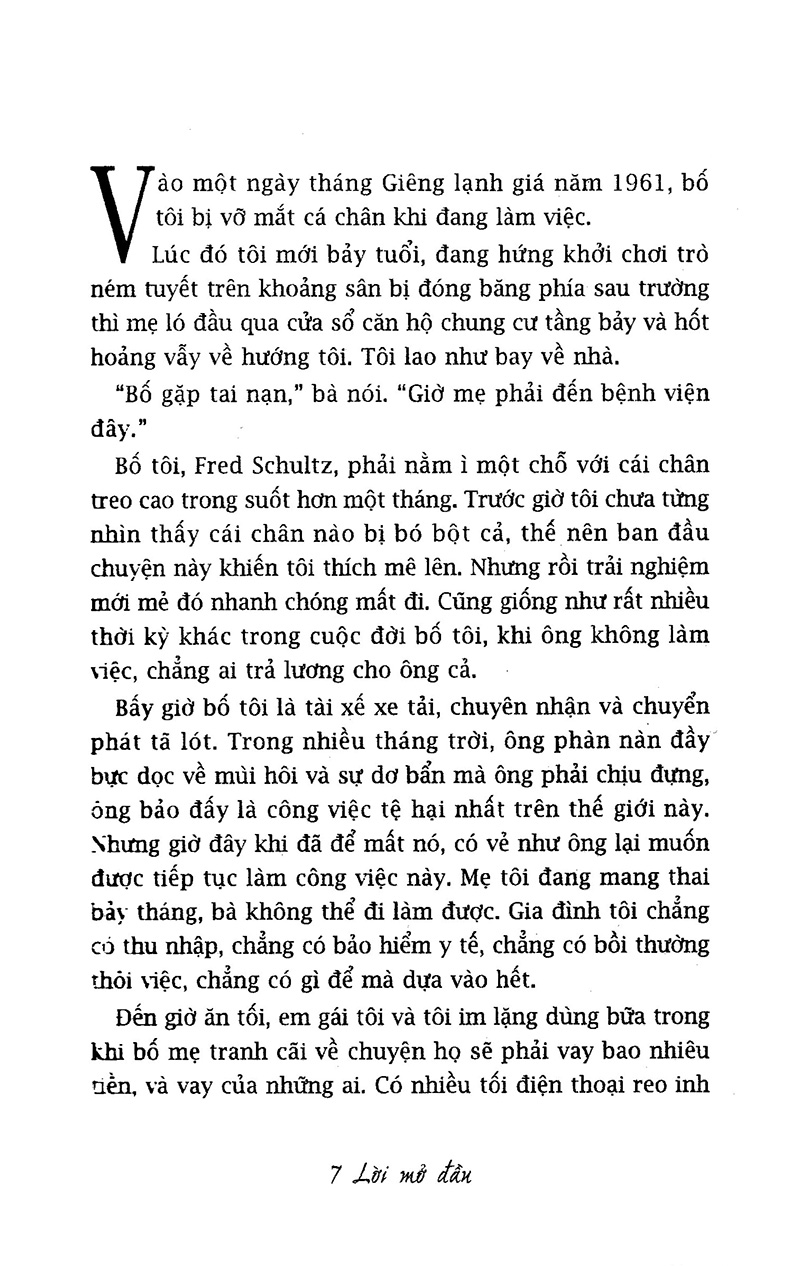 Vào một ngày tháng Giêng lạnh giá năm 1961, bố
tôi bị vỡ mắt cá chân khi đang làm việc.
Lúc đó tôi mới bảy tuổi, đang hứng khởi chơi trò
ném tuyết trên khoảng sân bị đóng băng phía sau trường
thì mẹ ló đầu qua cửa sổ căn hộ chung cư tầng bảy và hốt
hoảng vẫy về hướng tôi. Tôi lao như bay về nhà.
“Bố gặp tai nạn,” bà nói. “Giờ mẹ phải đến bệnh viện
đây.”
Bố tôi, Fred Schultz, phải nằm ì một chỗ với cái chân
treo cao trong suốt hơn một tháng. Trước giờ tôi chưa từng
nhìn thấy cái chân nào bị bó bột cả, thế nên ban đầu
chuyện này khiến tôi thích mê lên. Nhưng rồi trải nghiệm
mới mẻ đó nhanh chóng mất đi. Cũng giống như rất nhiều
thời kỳ khác trong cuộc đời bố tôi, khi ông không làm
việc, chẳng ai trả lương cho ông cả.
Bấy giờ bố tôi là tài xế xe tải, chuyên nhận và chuyển
phát tã lót. Trong nhiều tháng trời, ông phàn nàn đầy
bực dọc về mùi hôi và sự dơ bẩn mà ông phải chịu đựng,
ông bảo đấy là công việc tệ hại nhất trên thế giới này.
Nhưng giờ đây khi đã để mất nó, có vẻ như ông lại muốn
được tiếp tục làm công việc này. Mẹ tôi đang mang thai
bảy tháng, bà không thể đi làm được. Gia đình tôi chẳng
có thu nhập, chẳng có bảo hiểm y tế, chẳng có bồi thường
thôi việc, chẳng có gì để mà dựa vào hết.
Đến giờ ăn tối, em gái tôi và tôi im lặng dùng bữa trong
khi bố mẹ tranh cãi về chuyện họ sẽ phải vay bao nhiêu
tiền, và vay của những ai. Có nhiều tối điện thoại reo inh
7 Lời mở đầu